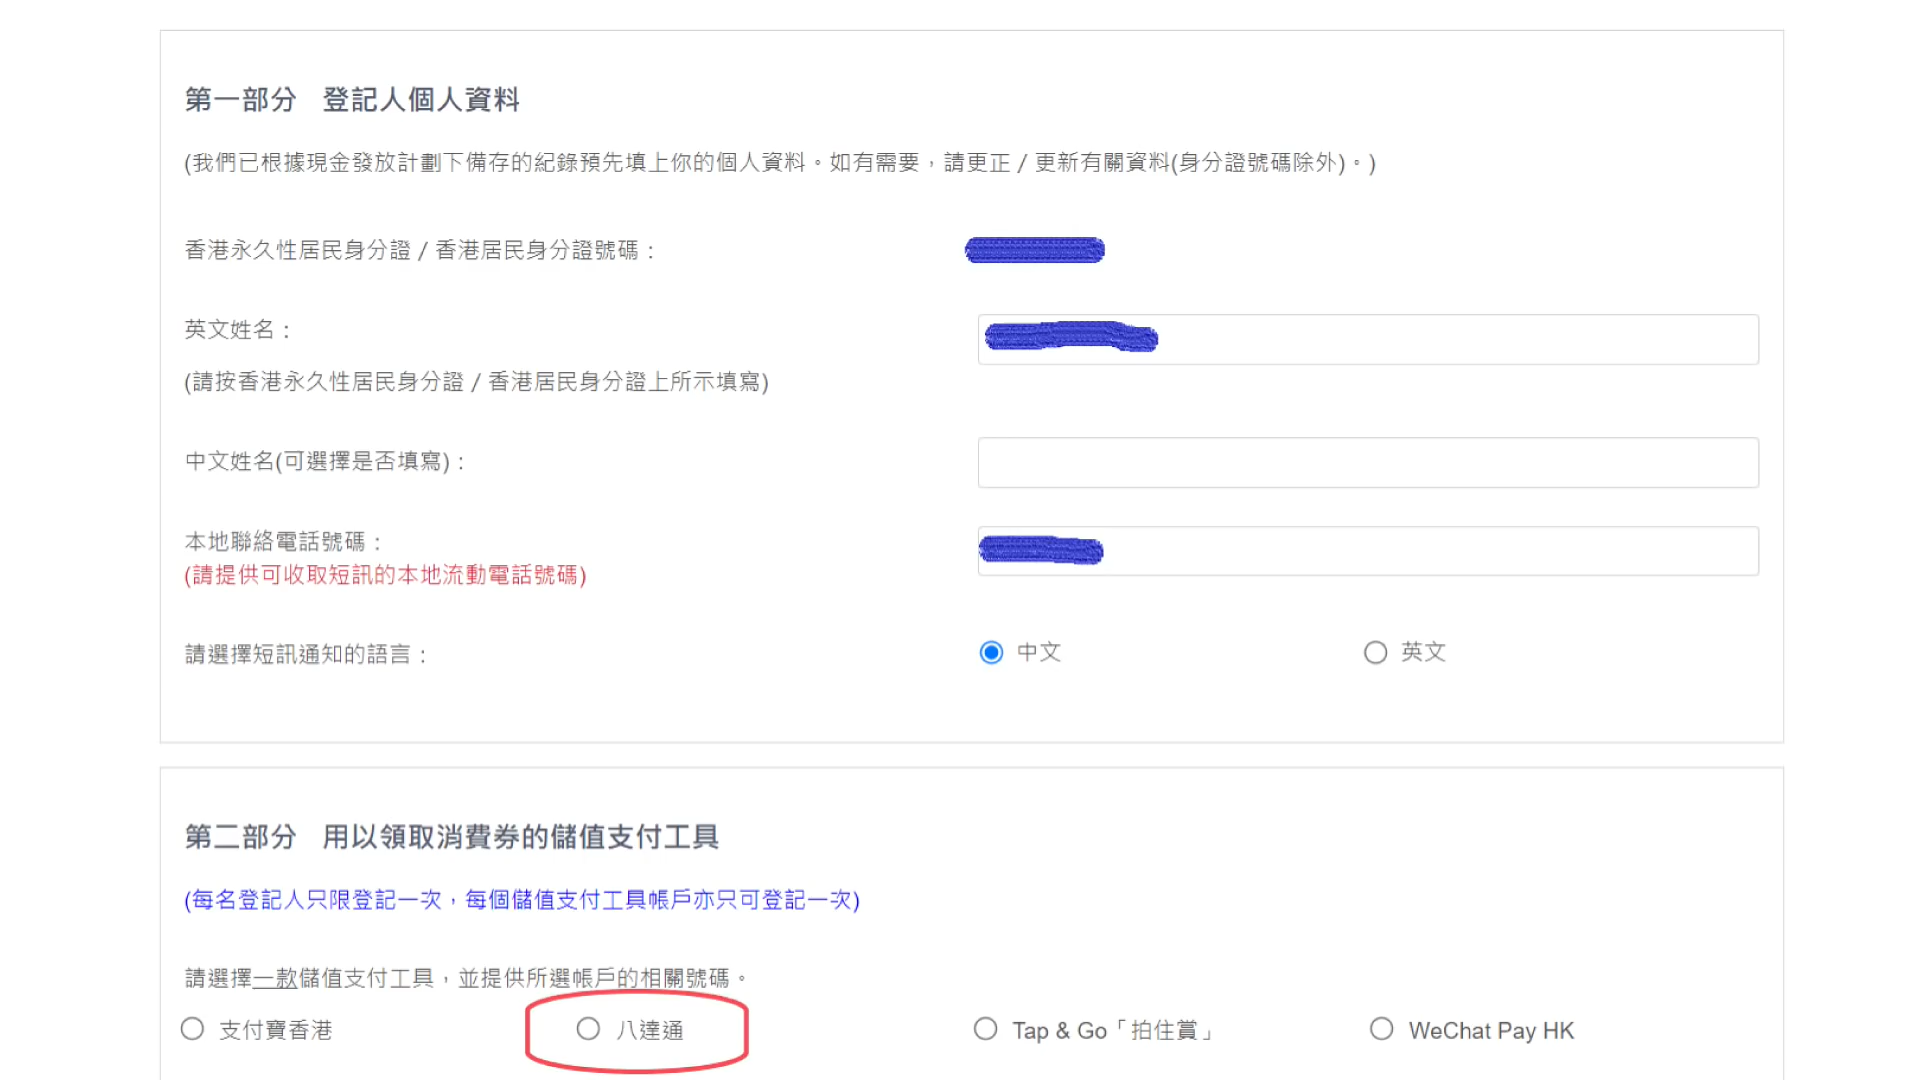 第一部分 登記人個人資料
(我們已根據現金發放計劃下備存的紀錄預先填上你的個人資料。如有需要，請更正 / 更新有關資料(身分證號碼除外)。)
香港永久性居民身分證 / 香港居民身分證號碼：
英文姓名：
(請按香港永久性居民身分證 / 香港居民身分證上所示填寫)
中文姓名(可選擇是否填寫)：
本地聯絡電話號碼：
(請提供可收取短訊的本地流動電話號碼)
請選擇短訊通知的語言： 中文 英文
第二部分 用以領取消費券的儲值支付工具
(每名登記人只限登記一次，每個儲值支付工具帳戶亦只可登記一次)
請選擇一款儲值支付工具，並提供所選帳戶的相關號碼。
支付寶香港 八達通 Tap & Go「拍住賞」 WeChat Pay HK